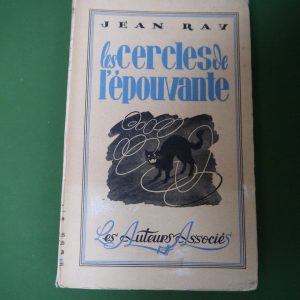 JEAN RAY
les cercles de
l'épouvante
Les Auteurs Associés